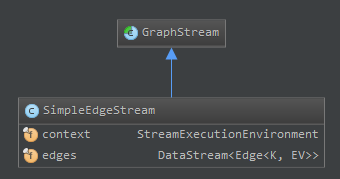 GraphStream
SimpleEdgeStream
context StreamExecutionEnvironment
edges DataStream<Edge<K, EV>>